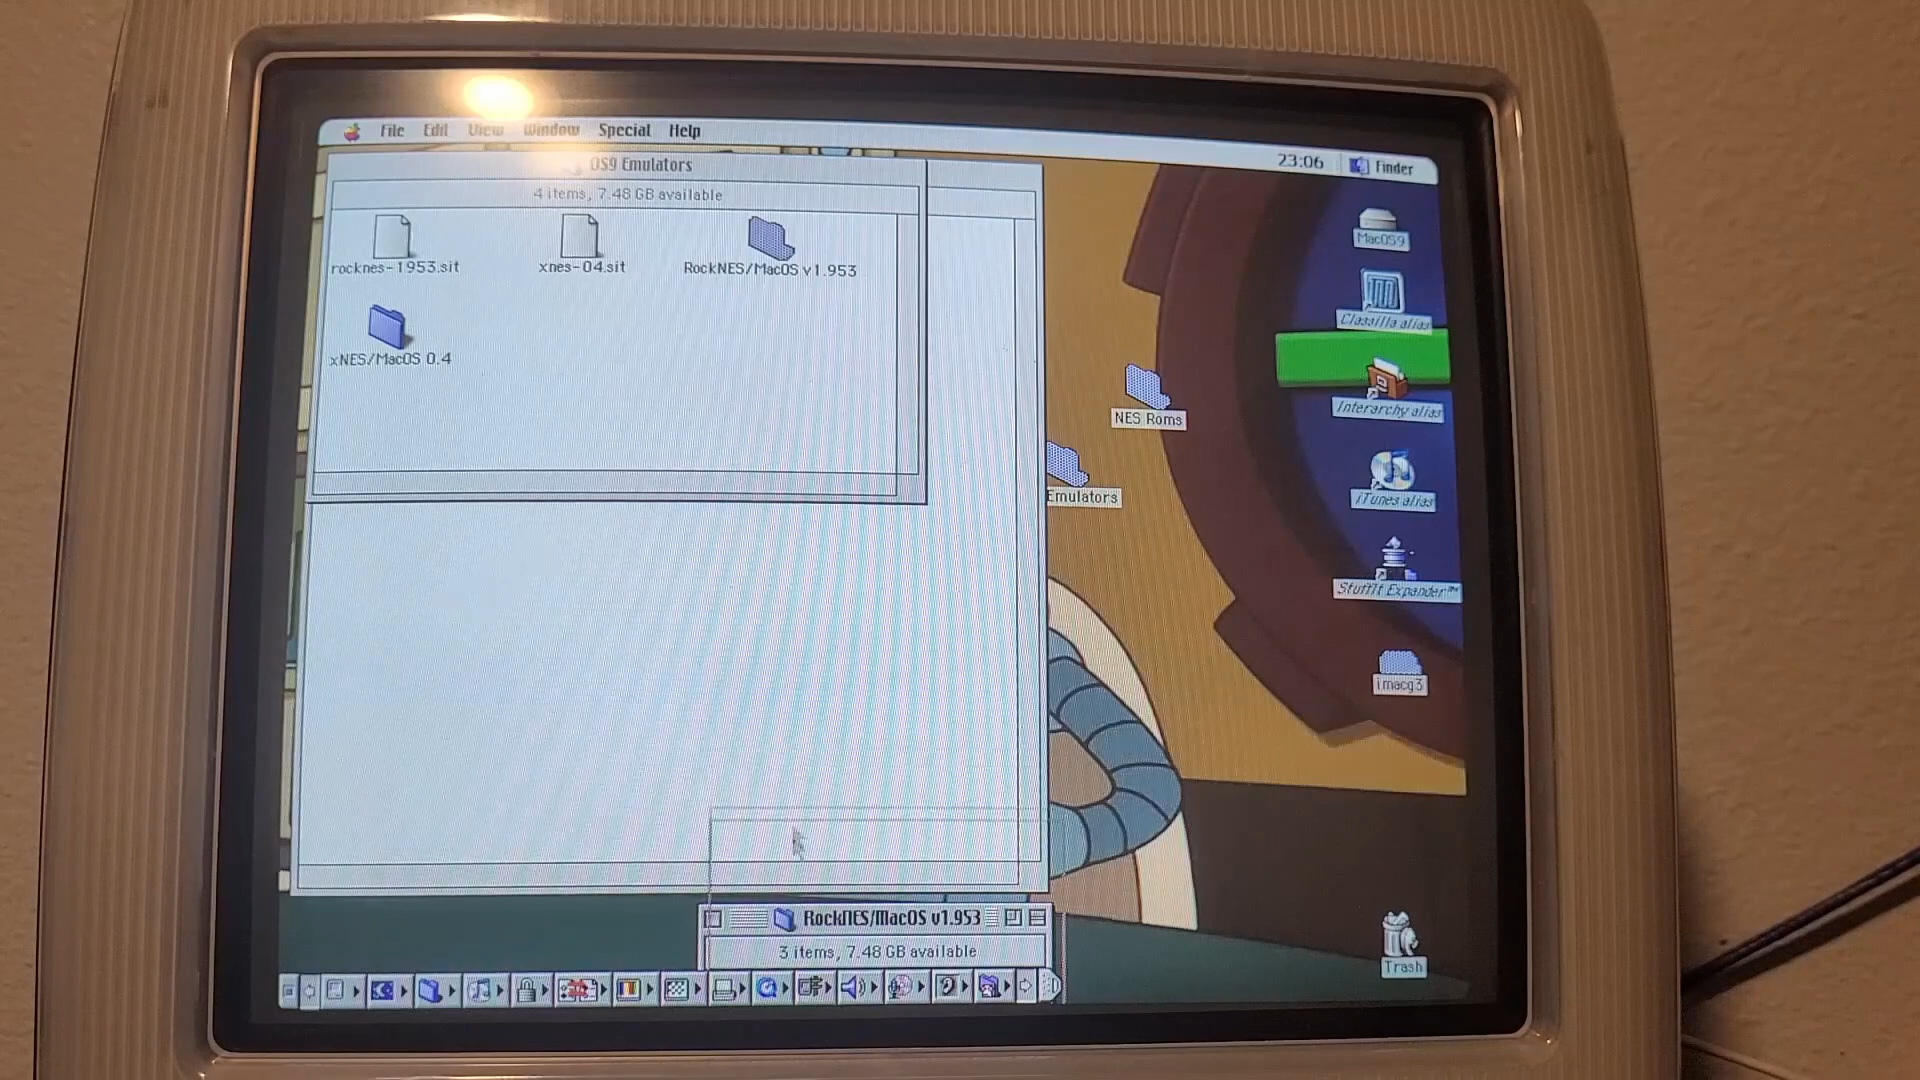 File Edit View Window Special Help
23:06 Finder
OS9 Emulators
4 items, 7.48 GB available
rocknes-1953.sit
xnes-04.sit
RockNES/MacOS v1.953
xNES/MacOS 0.4
MacOS9
Classilla alias
Interarchy alias
NES Roms
iTunes alias
Emulators
StuffIt Expander™
imacg3
RockNES/MacOS v1.953
3 items, 7.48 GB available
Trash